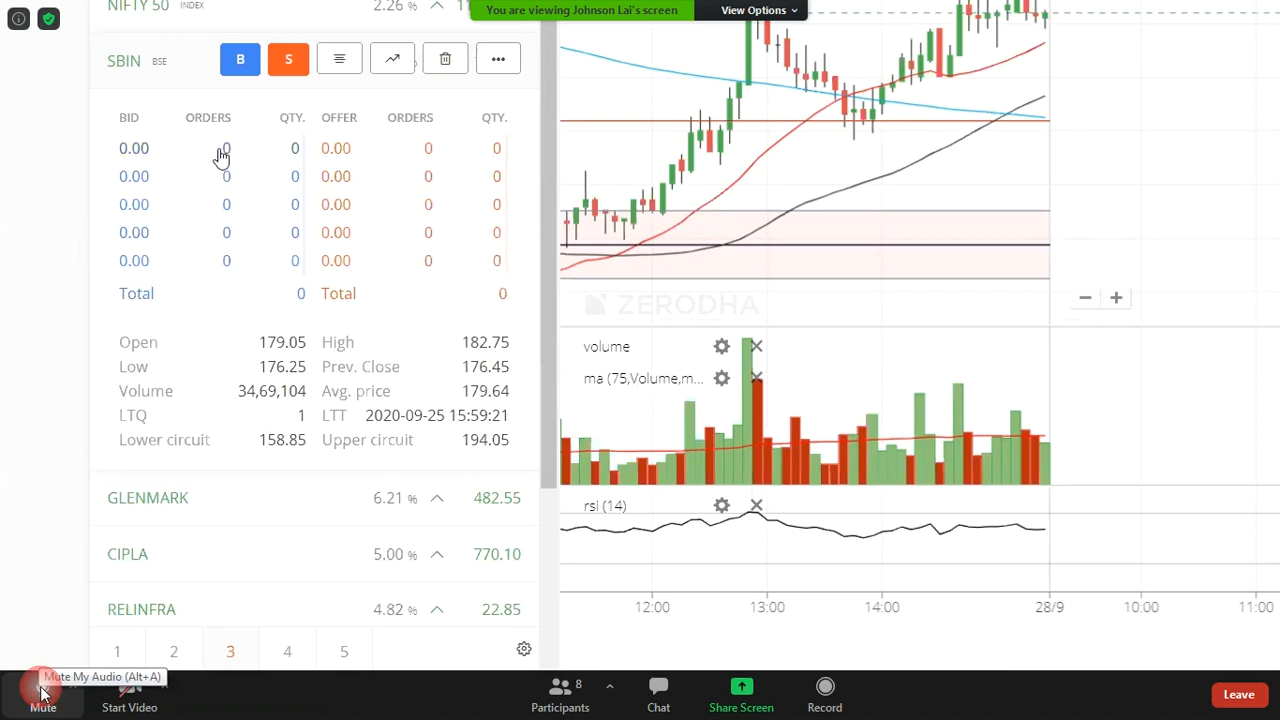 NIFTY 50 INDEX 2.26 %
You are viewing Johnson Lai's screen View Options
SBIN BSE B S
BID ORDERS QTY. OFFER ORDERS QTY.
0.00 0 0 0.00 0 0
0.00 0 0 0.00 0 0
0.00 0 0 0.00 0 0
0.00 0 0 0.00 0 0
0.00 0 0 0.00 0 0
Total 0 Total 0
Open 179.05 High 182.75
Low 176.25 Prev. Close 176.45
Volume 34,69,104 Avg. price 179.64
LTQ 1 LTT 2020-09-25 15:59:21
Lower circuit 158.85 Upper circuit 194.05
GLENMARK 6.21 % 482.55
CIPLA 5.00 % 770.10
RELINFRA 4.82 % 22.85
1 2 3 4 5
ZERODHA
volume
ma (75,Volume,m...
rsi (14)
12:00 13:00 14:00 28/9 10:00 11:00
Mute My Audio (Alt+A)
Mute Start Video Participants 8 Chat Share Screen Record Leave